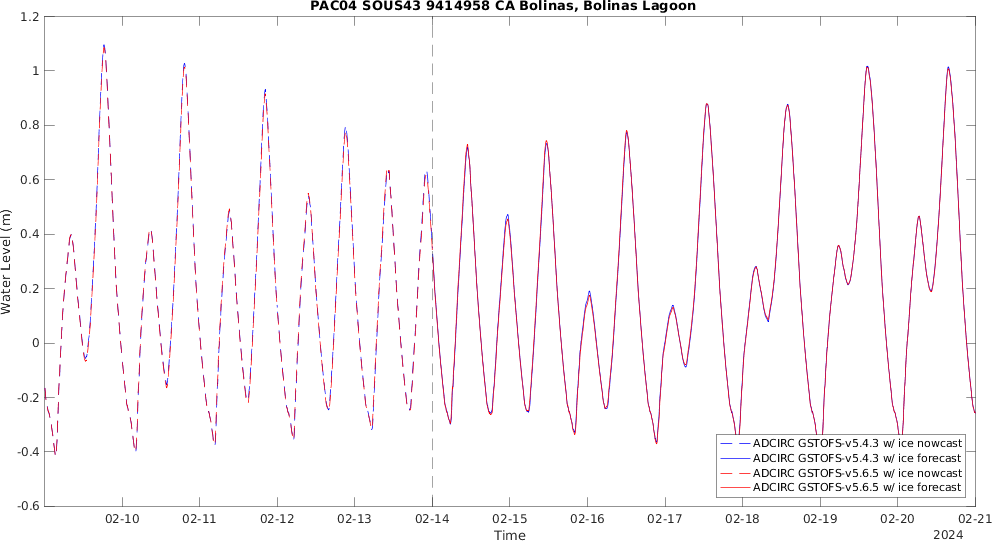 PAC04 SOUS43 9414958 CA Bolinas, Bolinas Lagoon
1.2
1
0.8
0.6
0.4
0.2
0
-0.2
-0.4
-0.6
Water Level (m)
ADCIRC GSTOFS-v5.4.3 w/ ice nowcast
ADCIRC GSTOFS-v5.4.3 w/ ice forecast
ADCIRC GSTOFS-v5.6.5 w/ ice nowcast
ADCIRC GSTOFS-v5.6.5 w/ ice forecast
02-10 02-11 02-12 02-13 02-14 02-15 02-16 02-17 02-18 02-19 02-20 02-21
Time
2024